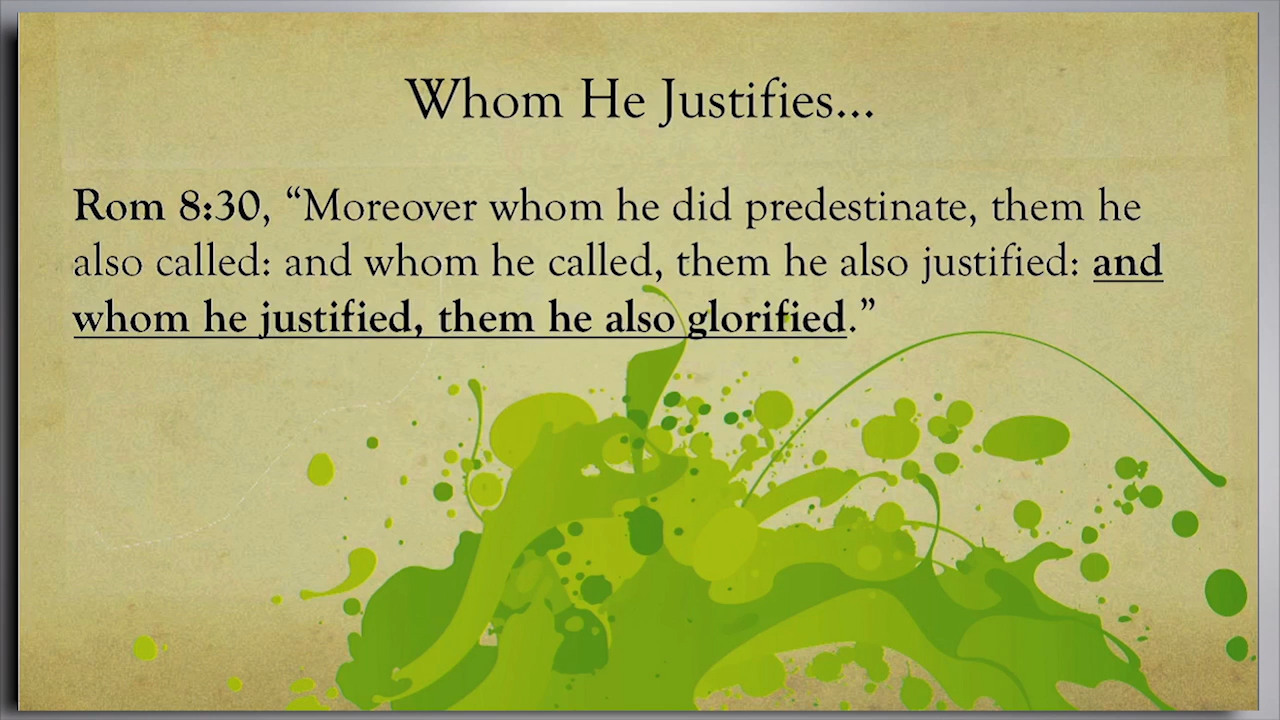 Whom He Justifies...
Rom 8:30, “Moreover whom he did predestinate, them he
also called: and whom he called, them he also justified: and
whom he justified, them he also glorified.”